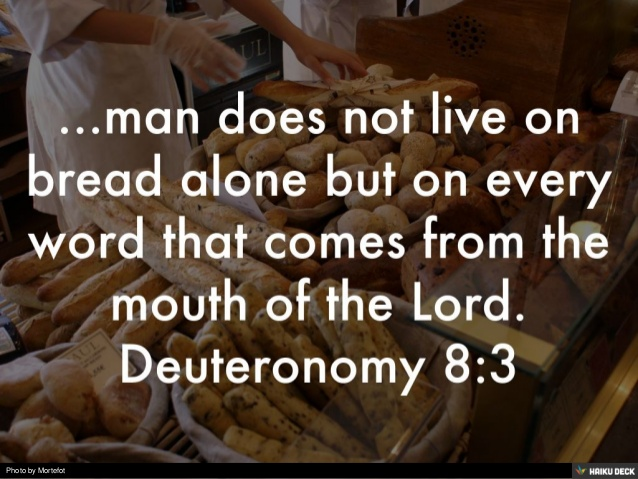 ...man does not live on
bread alone but on every
word that comes from the
mouth of the Lord.
Deuteronomy 8:3
Photo by Mortefot
HAIKU DECK